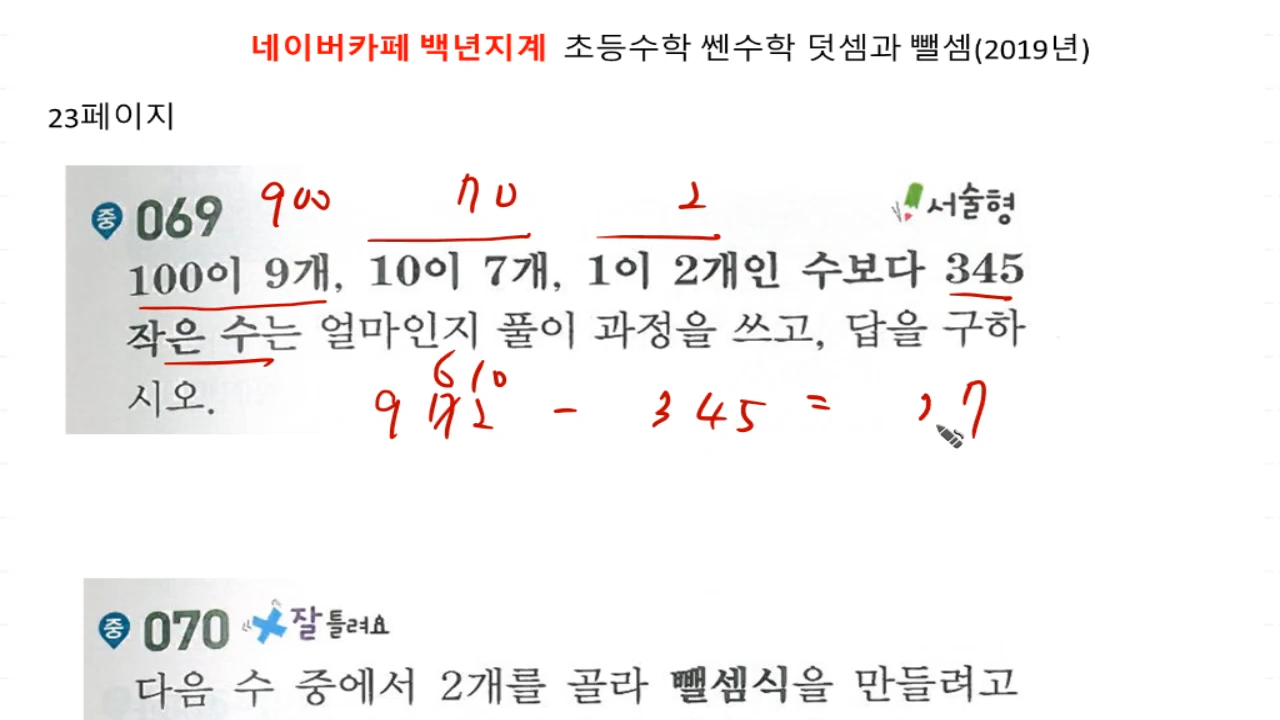 네이버카페 백년지계 초등수학 쎈수학 덧셈과 뺄셈(2019년)
23페이지
중 069 900 70 2 서술형
100이 9개, 10이 7개, 1이 2개인 수보다 345
작은 수는 얼마인지 풀이 과정을 쓰고, 답을 구하
6 10
시오. 972 - 345 = 7
중 070 잘 틀려요
다음 수 중에서 2개를 골라 뺄셈식을 만들려고